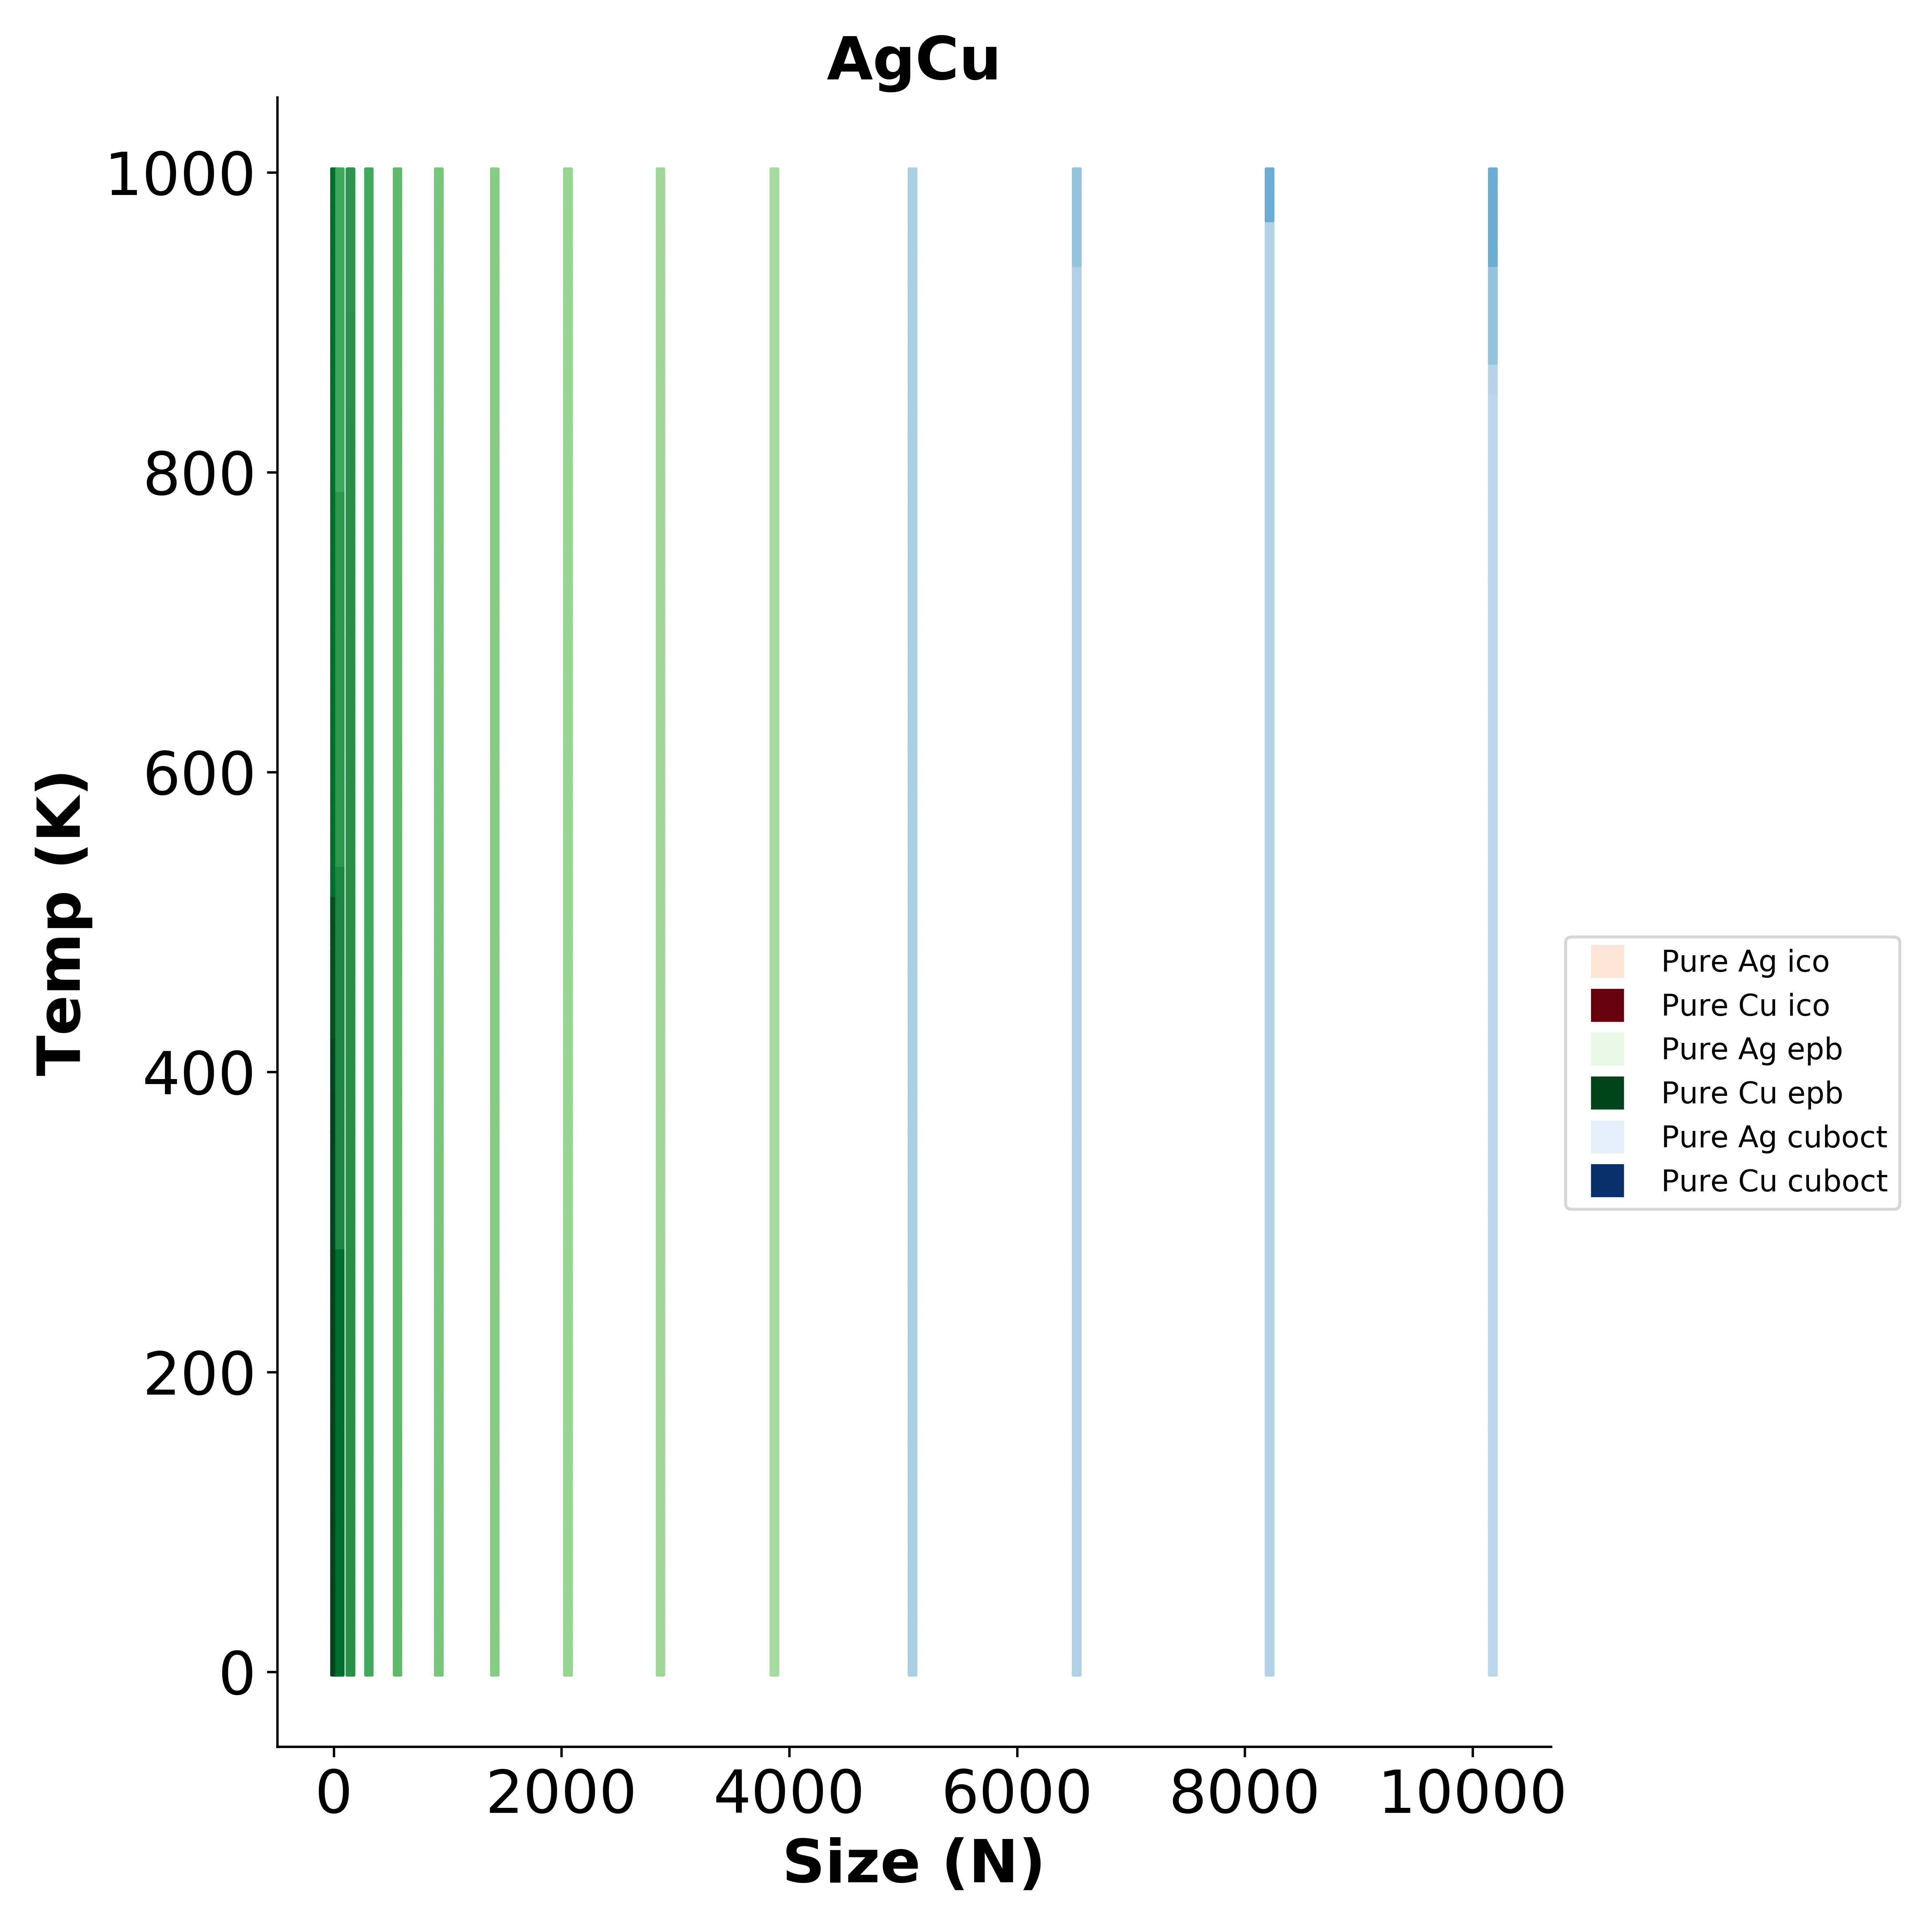 AgCu
1000
800
600
400
200
0
Temp (K)
0 2000 4000 6000 8000 10000
Size (N)
Pure Ag ico
Pure Cu ico
Pure Ag epb
Pure Cu epb
Pure Ag cuboct
Pure Cu cuboct